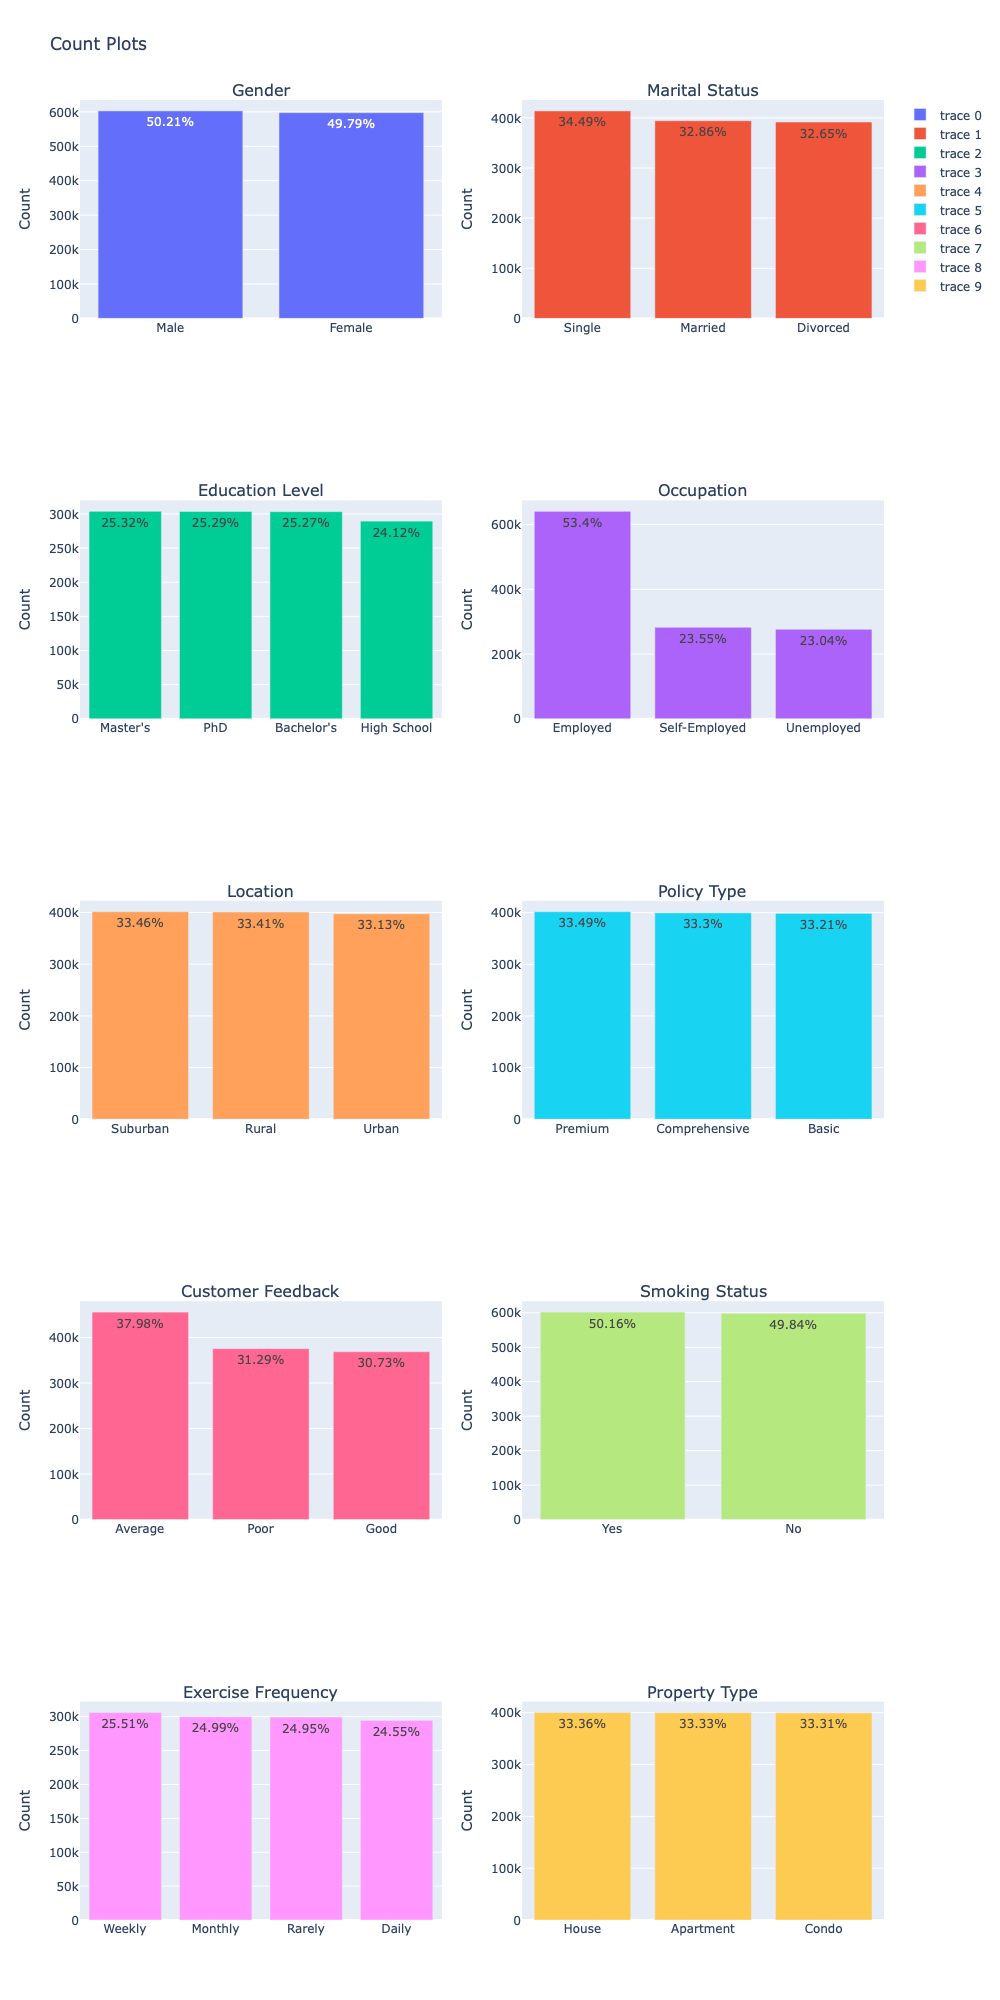 Count Plots
Gender
Count
600k
500k
400k
300k
200k
100k
0
50.21%
49.79%
Male
Female
Marital Status
Count
400k
300k
200k
100k
0
34.49%
32.86%
32.65%
Single
Married
Divorced
trace 0
trace 1
trace 2
trace 3
trace 4
trace 5
trace 6
trace 7
trace 8
trace 9
Education Level
Count
300k
250k
200k
150k
100k
50k
0
25.32%
25.29%
25.27%
24.12%
Master's
PhD
Bachelor's
High School
Occupation
Count
600k
400k
200k
0
53.4%
23.55%
23.04%
Employed
Self-Employed
Unemployed
Location
Count
400k
300k
200k
100k
0
33.46%
33.41%
33.13%
Suburban
Rural
Urban
Policy Type
Count
400k
300k
200k
100k
0
33.49%
33.3%
33.21%
Premium
Comprehensive
Basic
Customer Feedback
Count
400k
300k
200k
100k
0
37.98%
31.29%
30.73%
Average
Poor
Good
Smoking Status
Count
600k
500k
400k
300k
200k
100k
0
50.16%
49.84%
Yes
No
Exercise Frequency
Count
300k
250k
200k
150k
100k
50k
0
25.51%
24.99%
24.95%
24.55%
Weekly
Monthly
Rarely
Daily
Property Type
Count
400k
300k
200k
100k
0
33.36%
33.33%
33.31%
House
Apartment
Condo